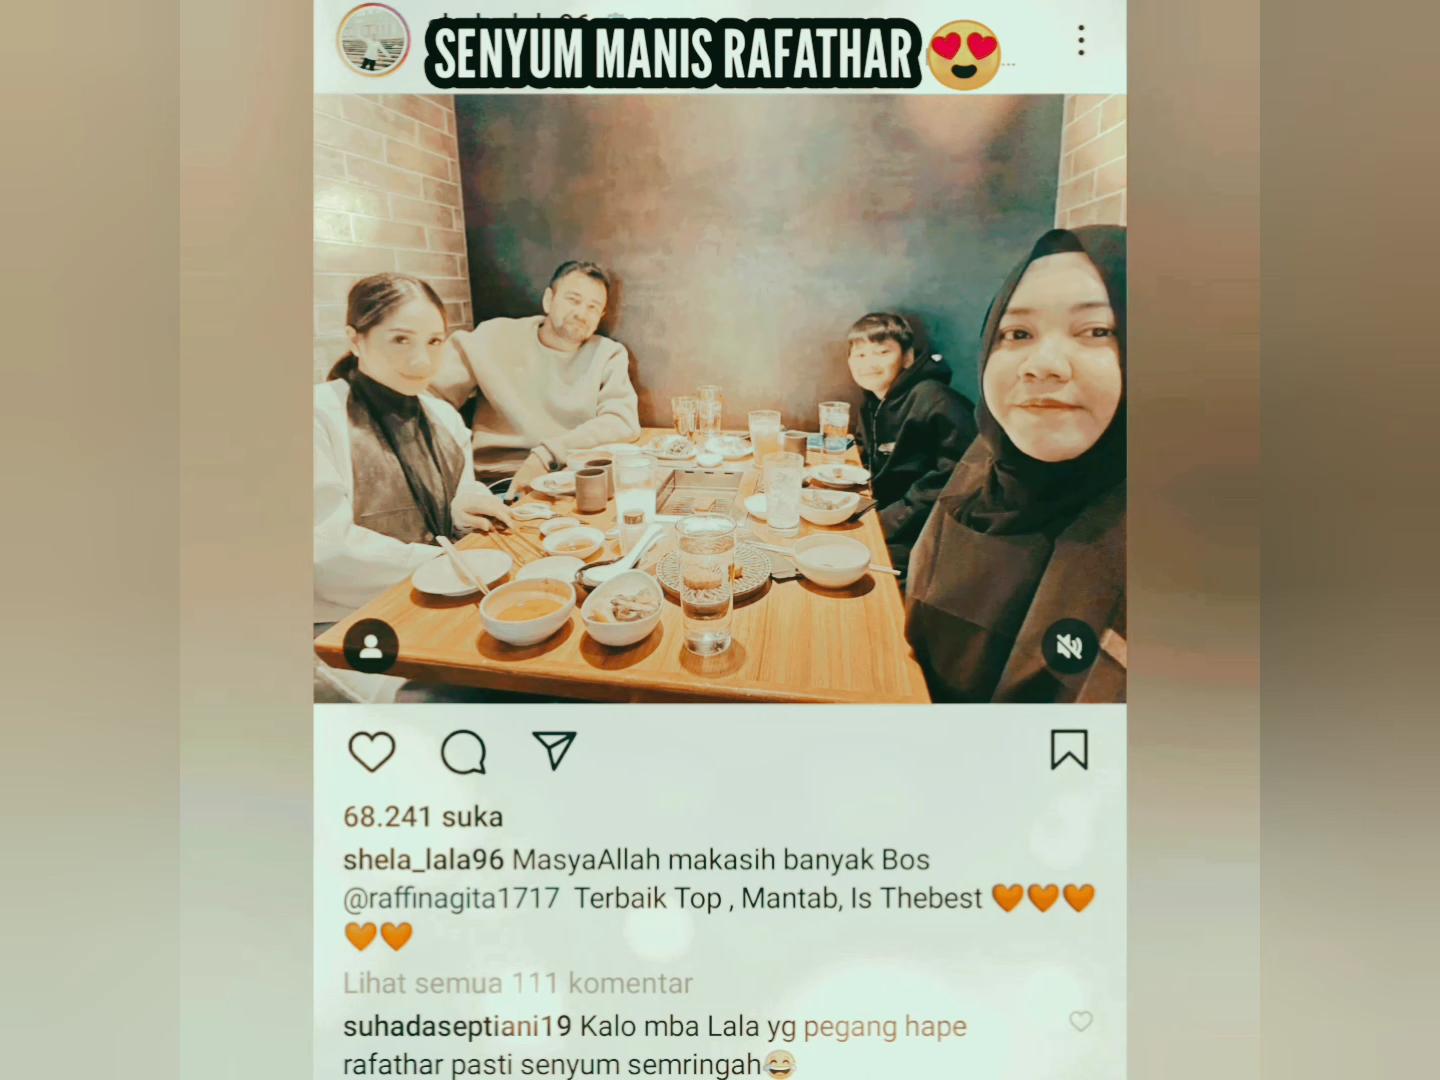 SENYUM MANIS RAFATHAR
68.241 suka
shela_lala96 MasyaAllah makasih banyak Bos
@raffinagita1717 Terbaik Top , Mantab, Is Thebest 🧡🧡🧡
🧡🧡
Lihat semua 111 komentar
suhadaseptiani19 Kalo mba Lala yg pegang hape
rafathar pasti senyum semringah😂